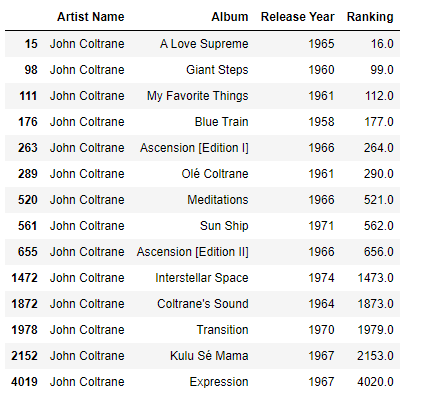 Artist Name Album Release Year Ranking
15 John Coltrane A Love Supreme 1965 16.0
98 John Coltrane Giant Steps 1960 99.0
111 John Coltrane My Favorite Things 1961 112.0
176 John Coltrane Blue Train 1958 177.0
263 John Coltrane Ascension [Edition I] 1966 264.0
289 John Coltrane Olé Coltrane 1961 290.0
520 John Coltrane Meditations 1966 521.0
561 John Coltrane Sun Ship 1971 562.0
655 John Coltrane Ascension [Edition II] 1966 656.0
1472 John Coltrane Interstellar Space 1974 1473.0
1872 John Coltrane Coltrane's Sound 1964 1873.0
1978 John Coltrane Transition 1970 1979.0
2152 John Coltrane Kulu Sé Mama 1967 2153.0
4019 John Coltrane Expression 1967 4020.0